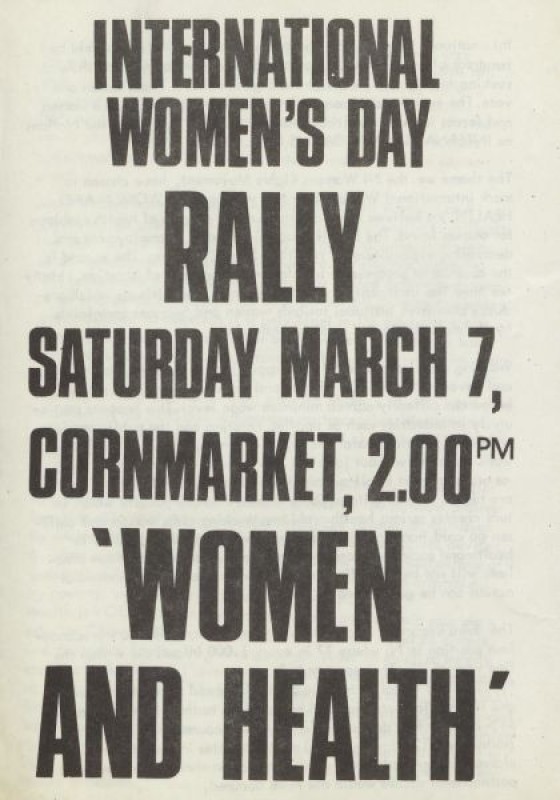 INTERNATIONAL
WOMEN'S DAY
RALLY
SATURDAY MARCH 7,
CORNMARKET, 2.00PM
'WOMEN
AND HEALTH'